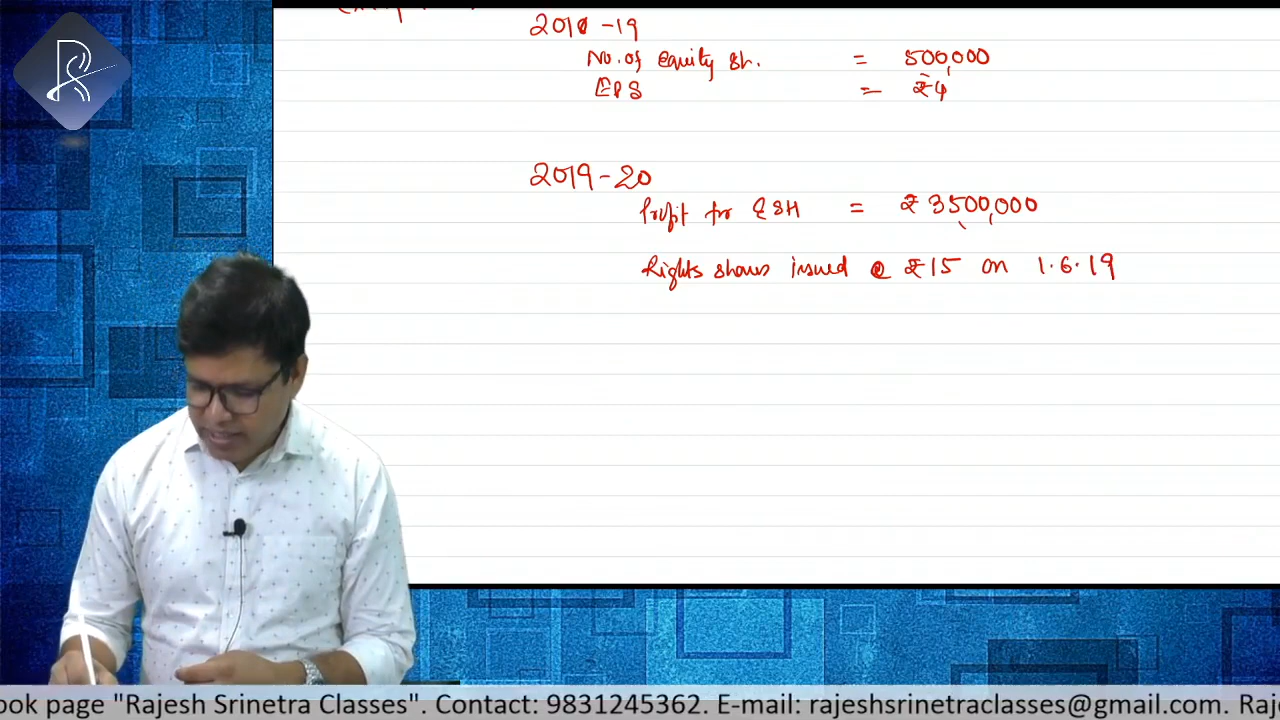 2018-19
No. of equity sh. = 500,000
EPS = ₹4
2019-20
Profit for ESH = ₹3500,000
Rights shares issued @ ₹15 on 1.6.19
RS
ook page "Rajesh Srinetra Classes". Contact: 9831245362. E-mail: rajeshsrinetraclasses@gmail.com. Raj